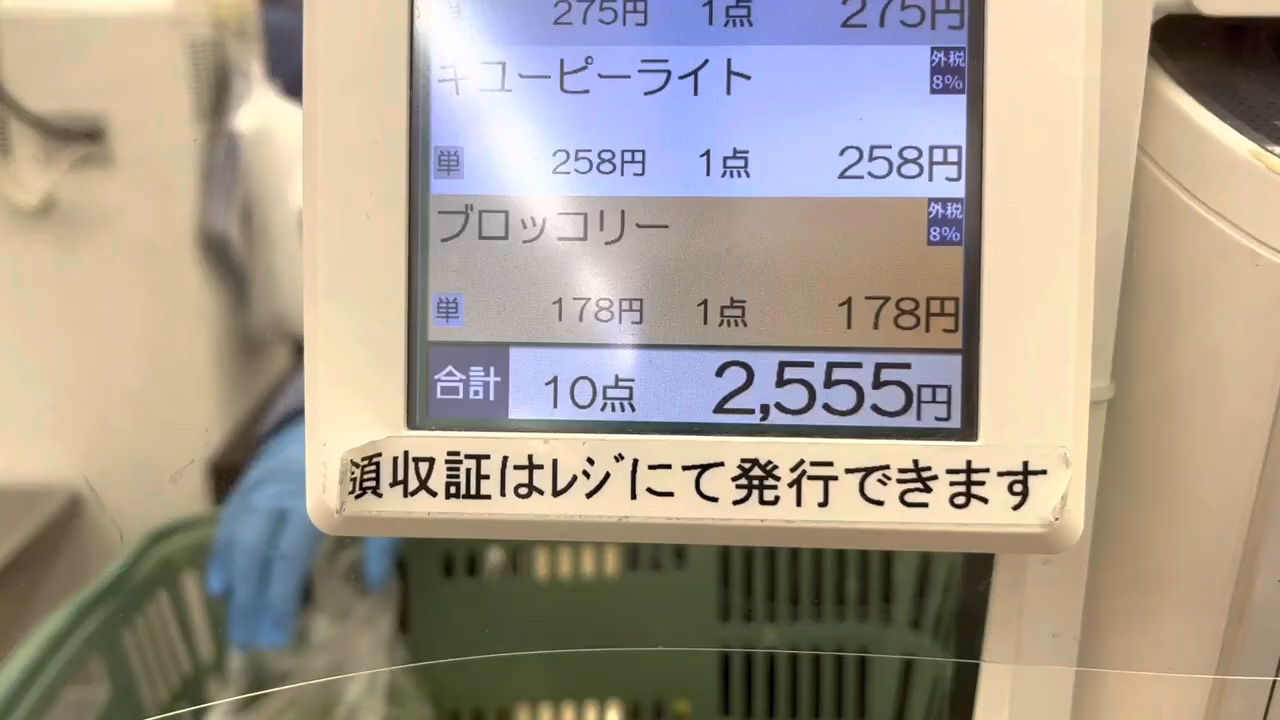 275円 1点 275円
キユーピーライト 外税 8%
単 258円 1点 258円
ブロッコリー 外税 8%
単 178円 1点 178円
合計 10点 2,555円
領収証はレジにて発行できます